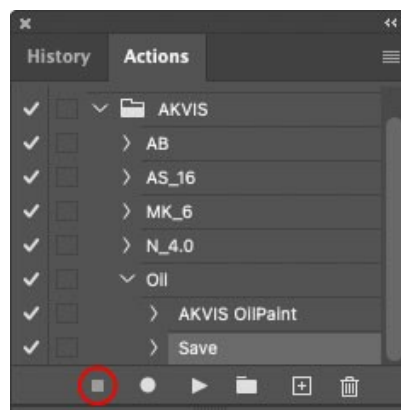 History Actions
AKVIS
AB
AS_16
MK_6
N_4.0
Oil
AKVIS OilPaint
Save